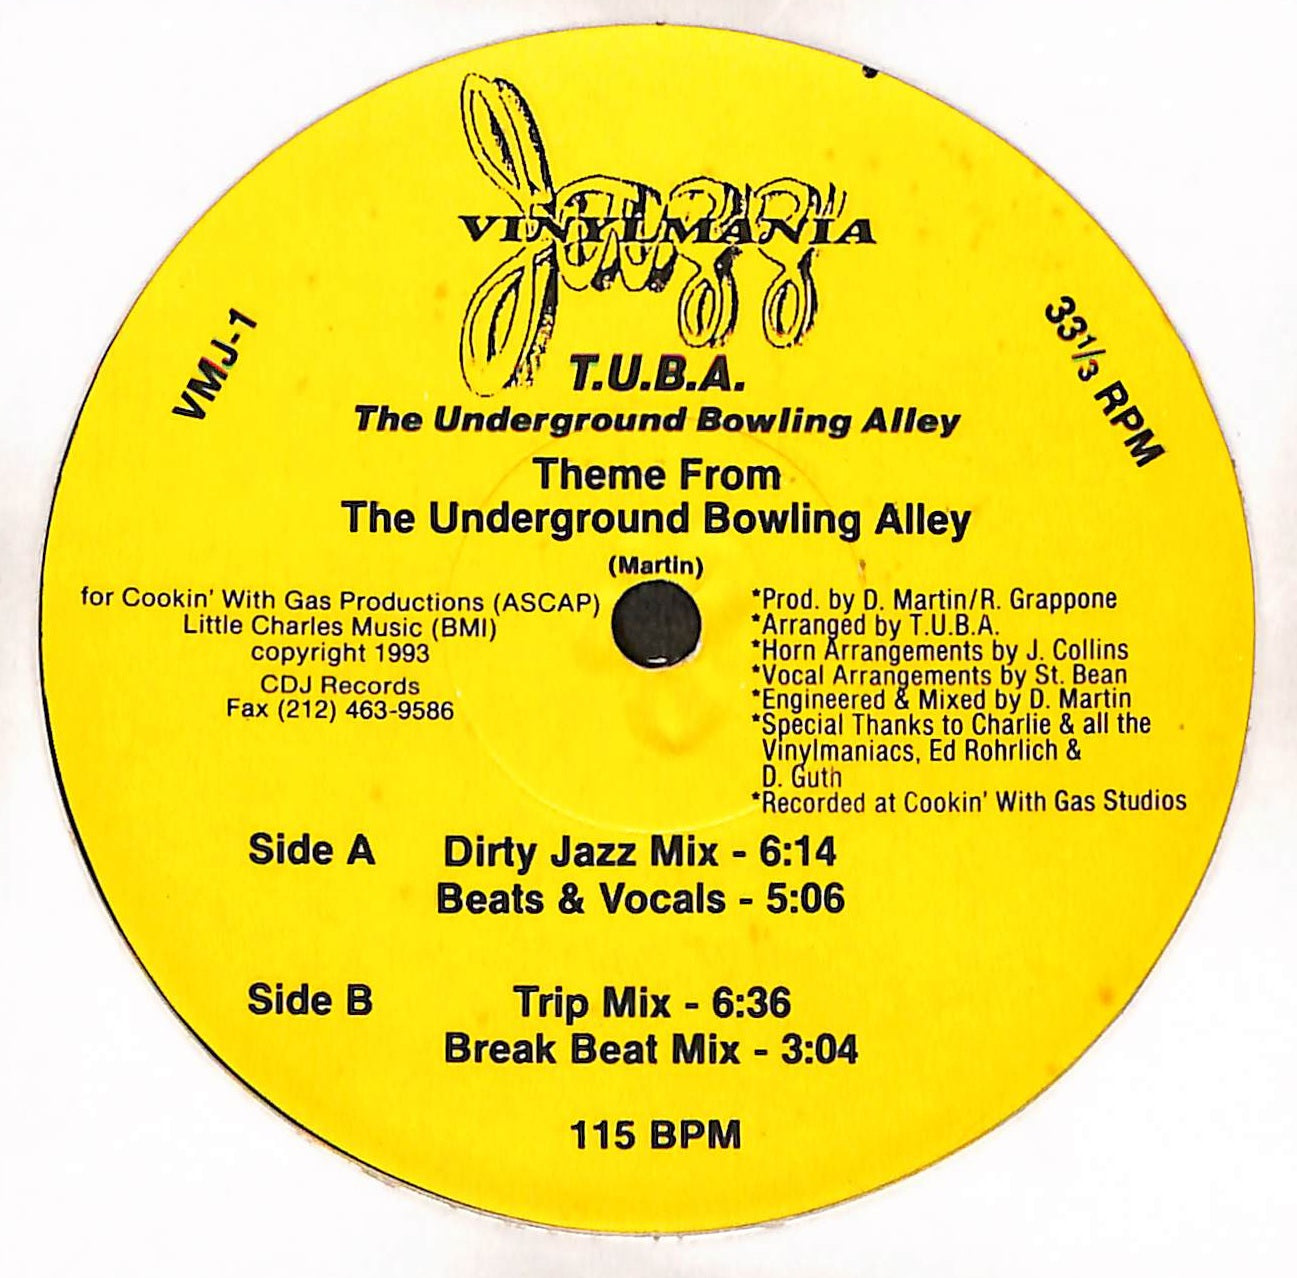 Jazz
VINYLMANIA
VMJ-1
33 1/3 RPM
T.U.B.A.
The Underground Bowling Alley
Theme From
The Underground Bowling Alley
(Martin)
for Cookin' With Gas Productions (ASCAP)
Little Charles Music (BMI)
copyright 1993
CDJ Records
Fax (212) 463-9586
*Prod. by D. Martin/R. Grappone
*Arranged by T.U.B.A.
*Horn Arrangements by J. Collins
*Vocal Arrangements by St. Bean
*Engineered & Mixed by D. Martin
*Special Thanks to Charlie & all the
Vinylmaniacs, Ed Rohrlich &
D. Guth
*Recorded at Cookin' With Gas Studios
Side A Dirty Jazz Mix - 6:14
Beats & Vocals - 5:06
Side B Trip Mix - 6:36
Break Beat Mix - 3:04
115 BPM